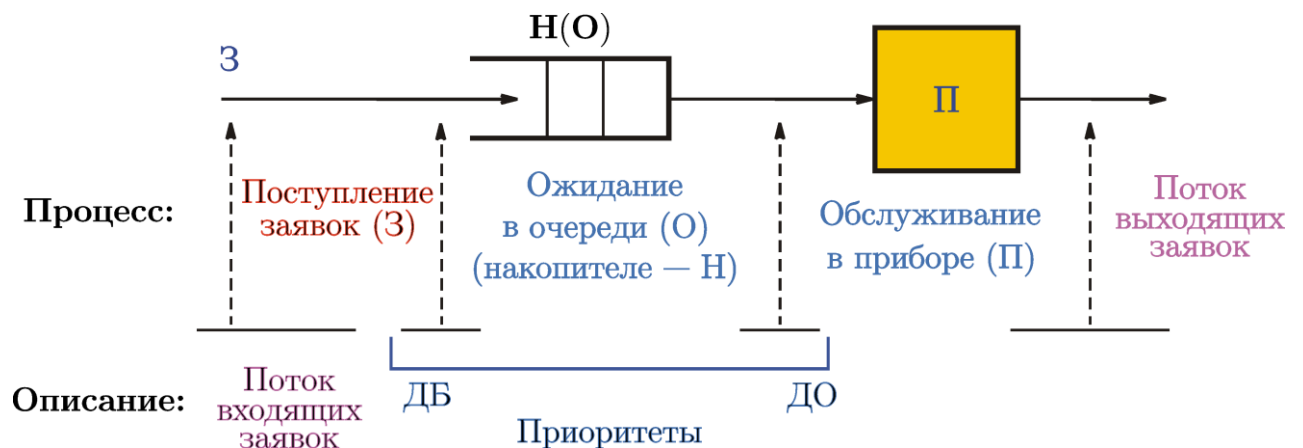 Н(О)
З
П
Процесс:
Поступление
заявок (З)
Ожидание
в очереди (О)
(накопителе — Н)
Обслуживание
в приборе (П)
Поток
выходящих
заявок
Описание:
Поток
входящих
заявок
ДБ
ДО
Приоритеты